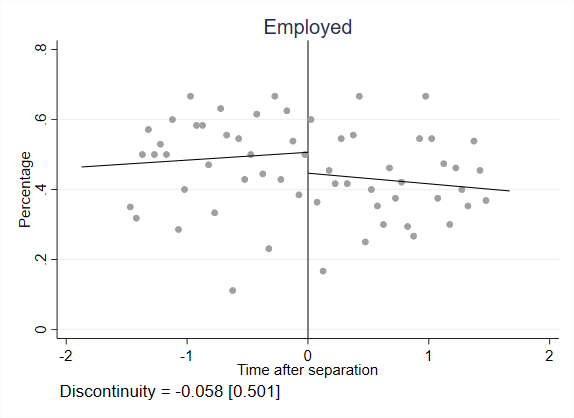 Employed
Percentage
.8
.6
.4
.2
0
-2 -1 0 1 2
Time after separation
Discontinuity = -0.058 [0.501]